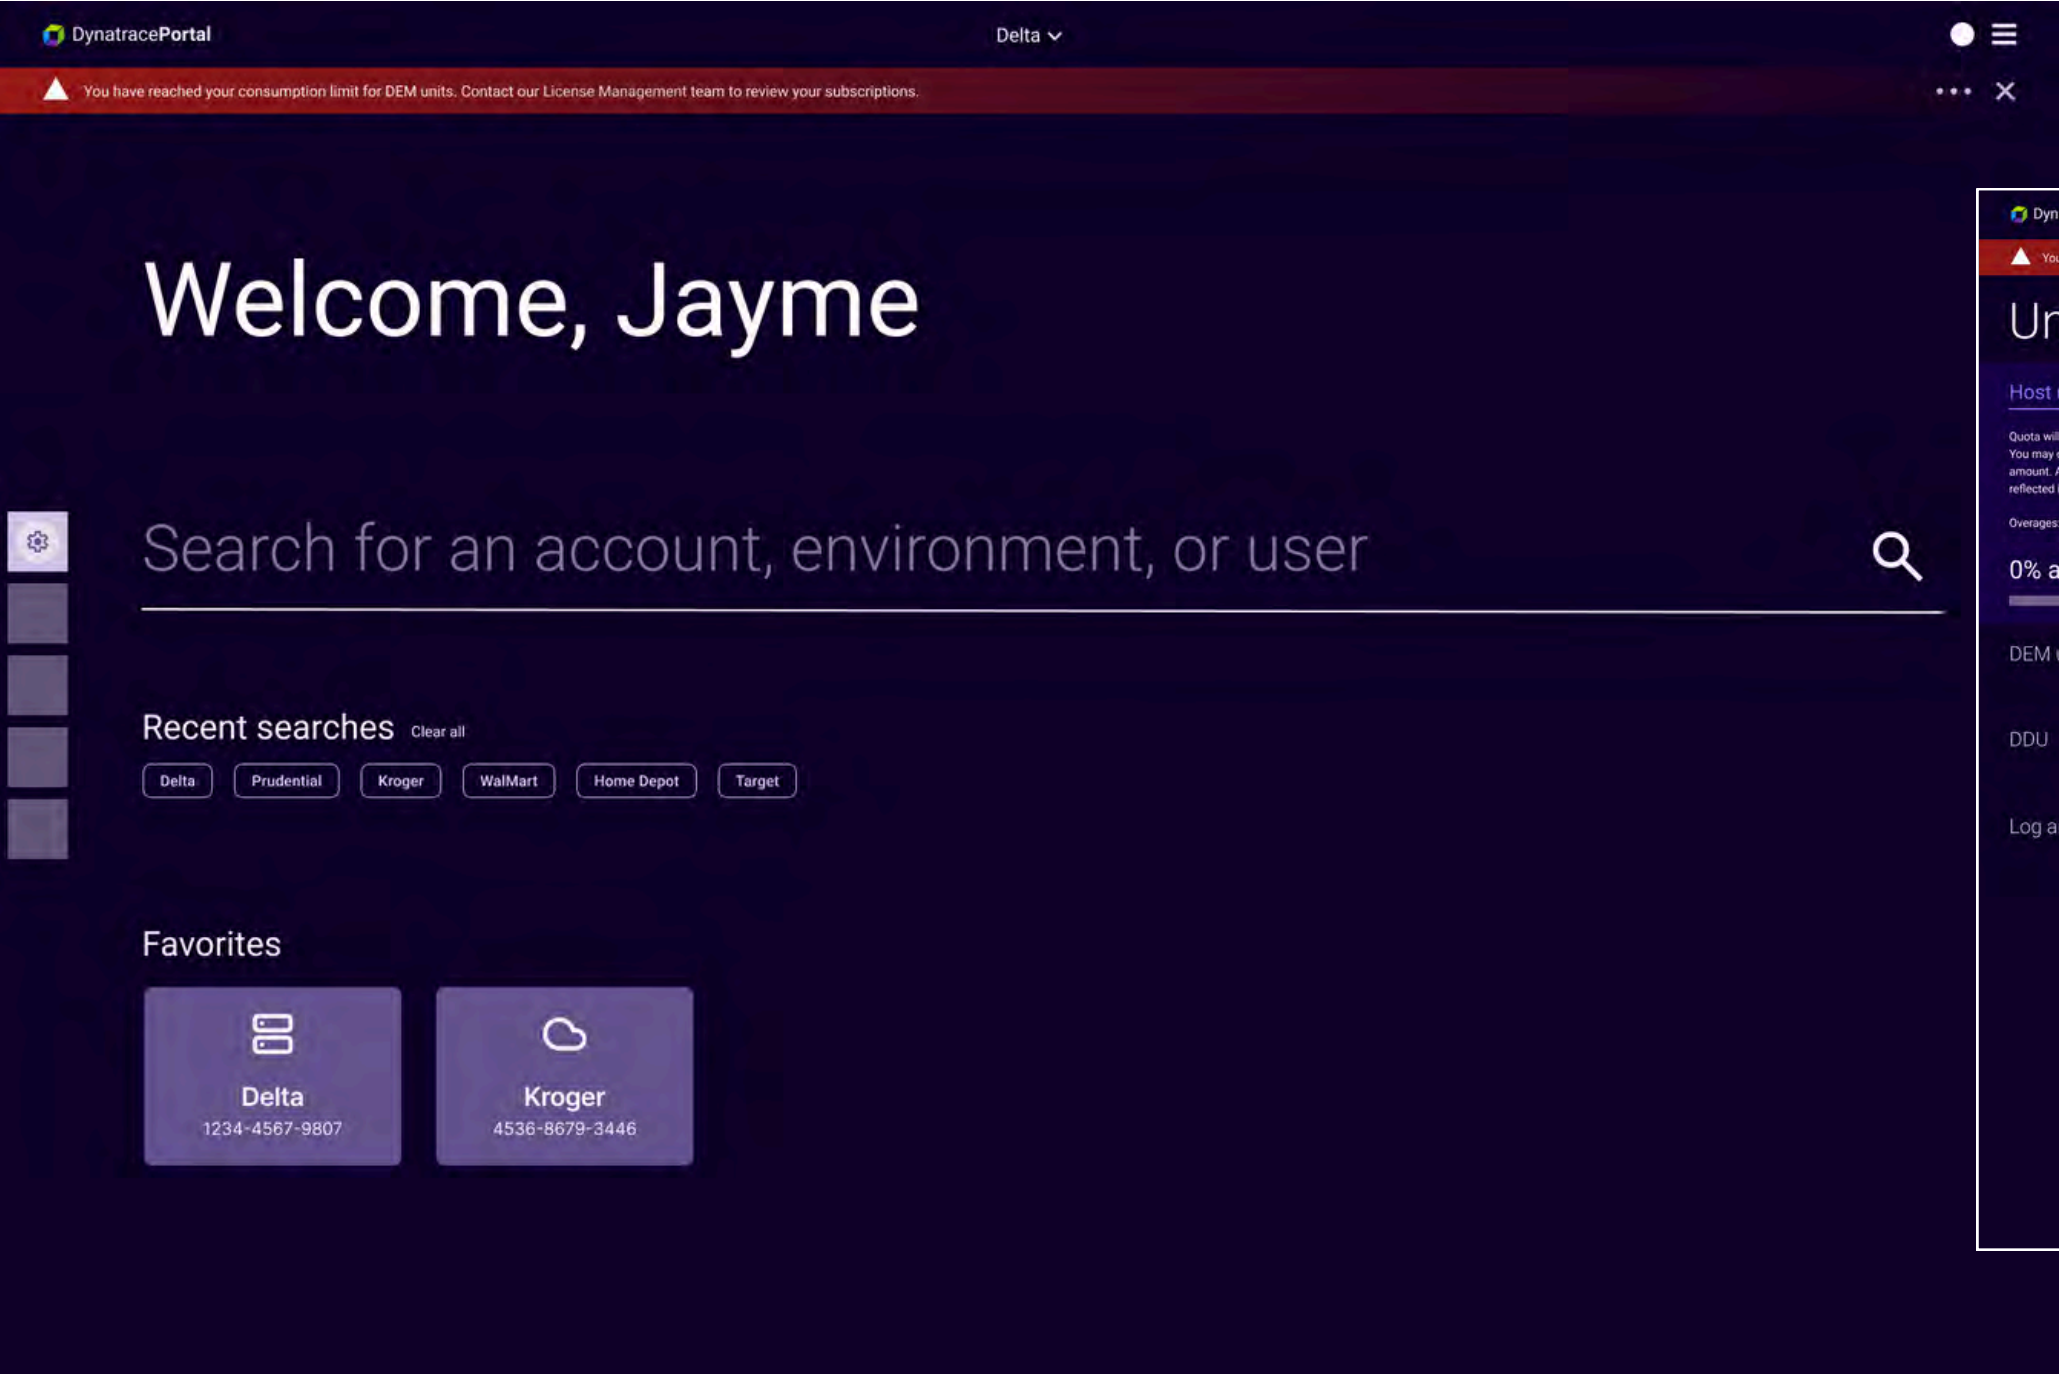 DynatracePortal
Delta
You have reached your consumption limit for DEM units. Contact our License Management team to review your subscriptions.
Welcome, Jayme
Search for an account, environment, or user
Recent searches Clear all
Delta Prudential Kroger WalMart Home Depot Target
Favorites
Delta
1234-4567-9807
Kroger
4536-8679-3446
Host
Quota will
You may
amount.
reflected
Overages:
0%
DEM
DDU
Log